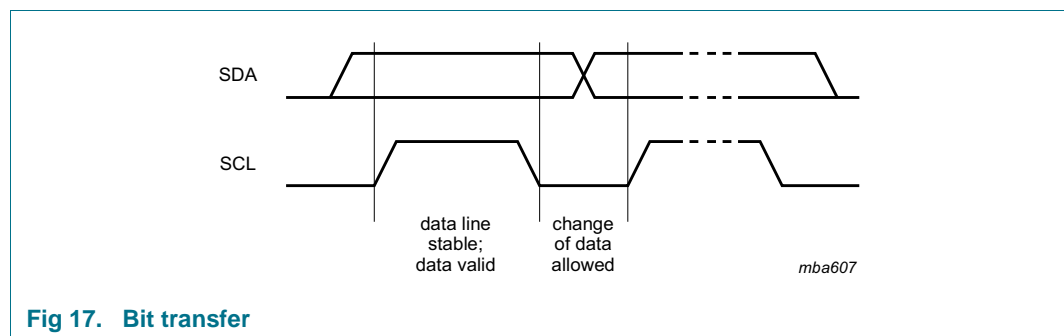 SDA
SCL
data line
stable;
data valid
change
of data
allowed
mba607
Fig 17. Bit transfer